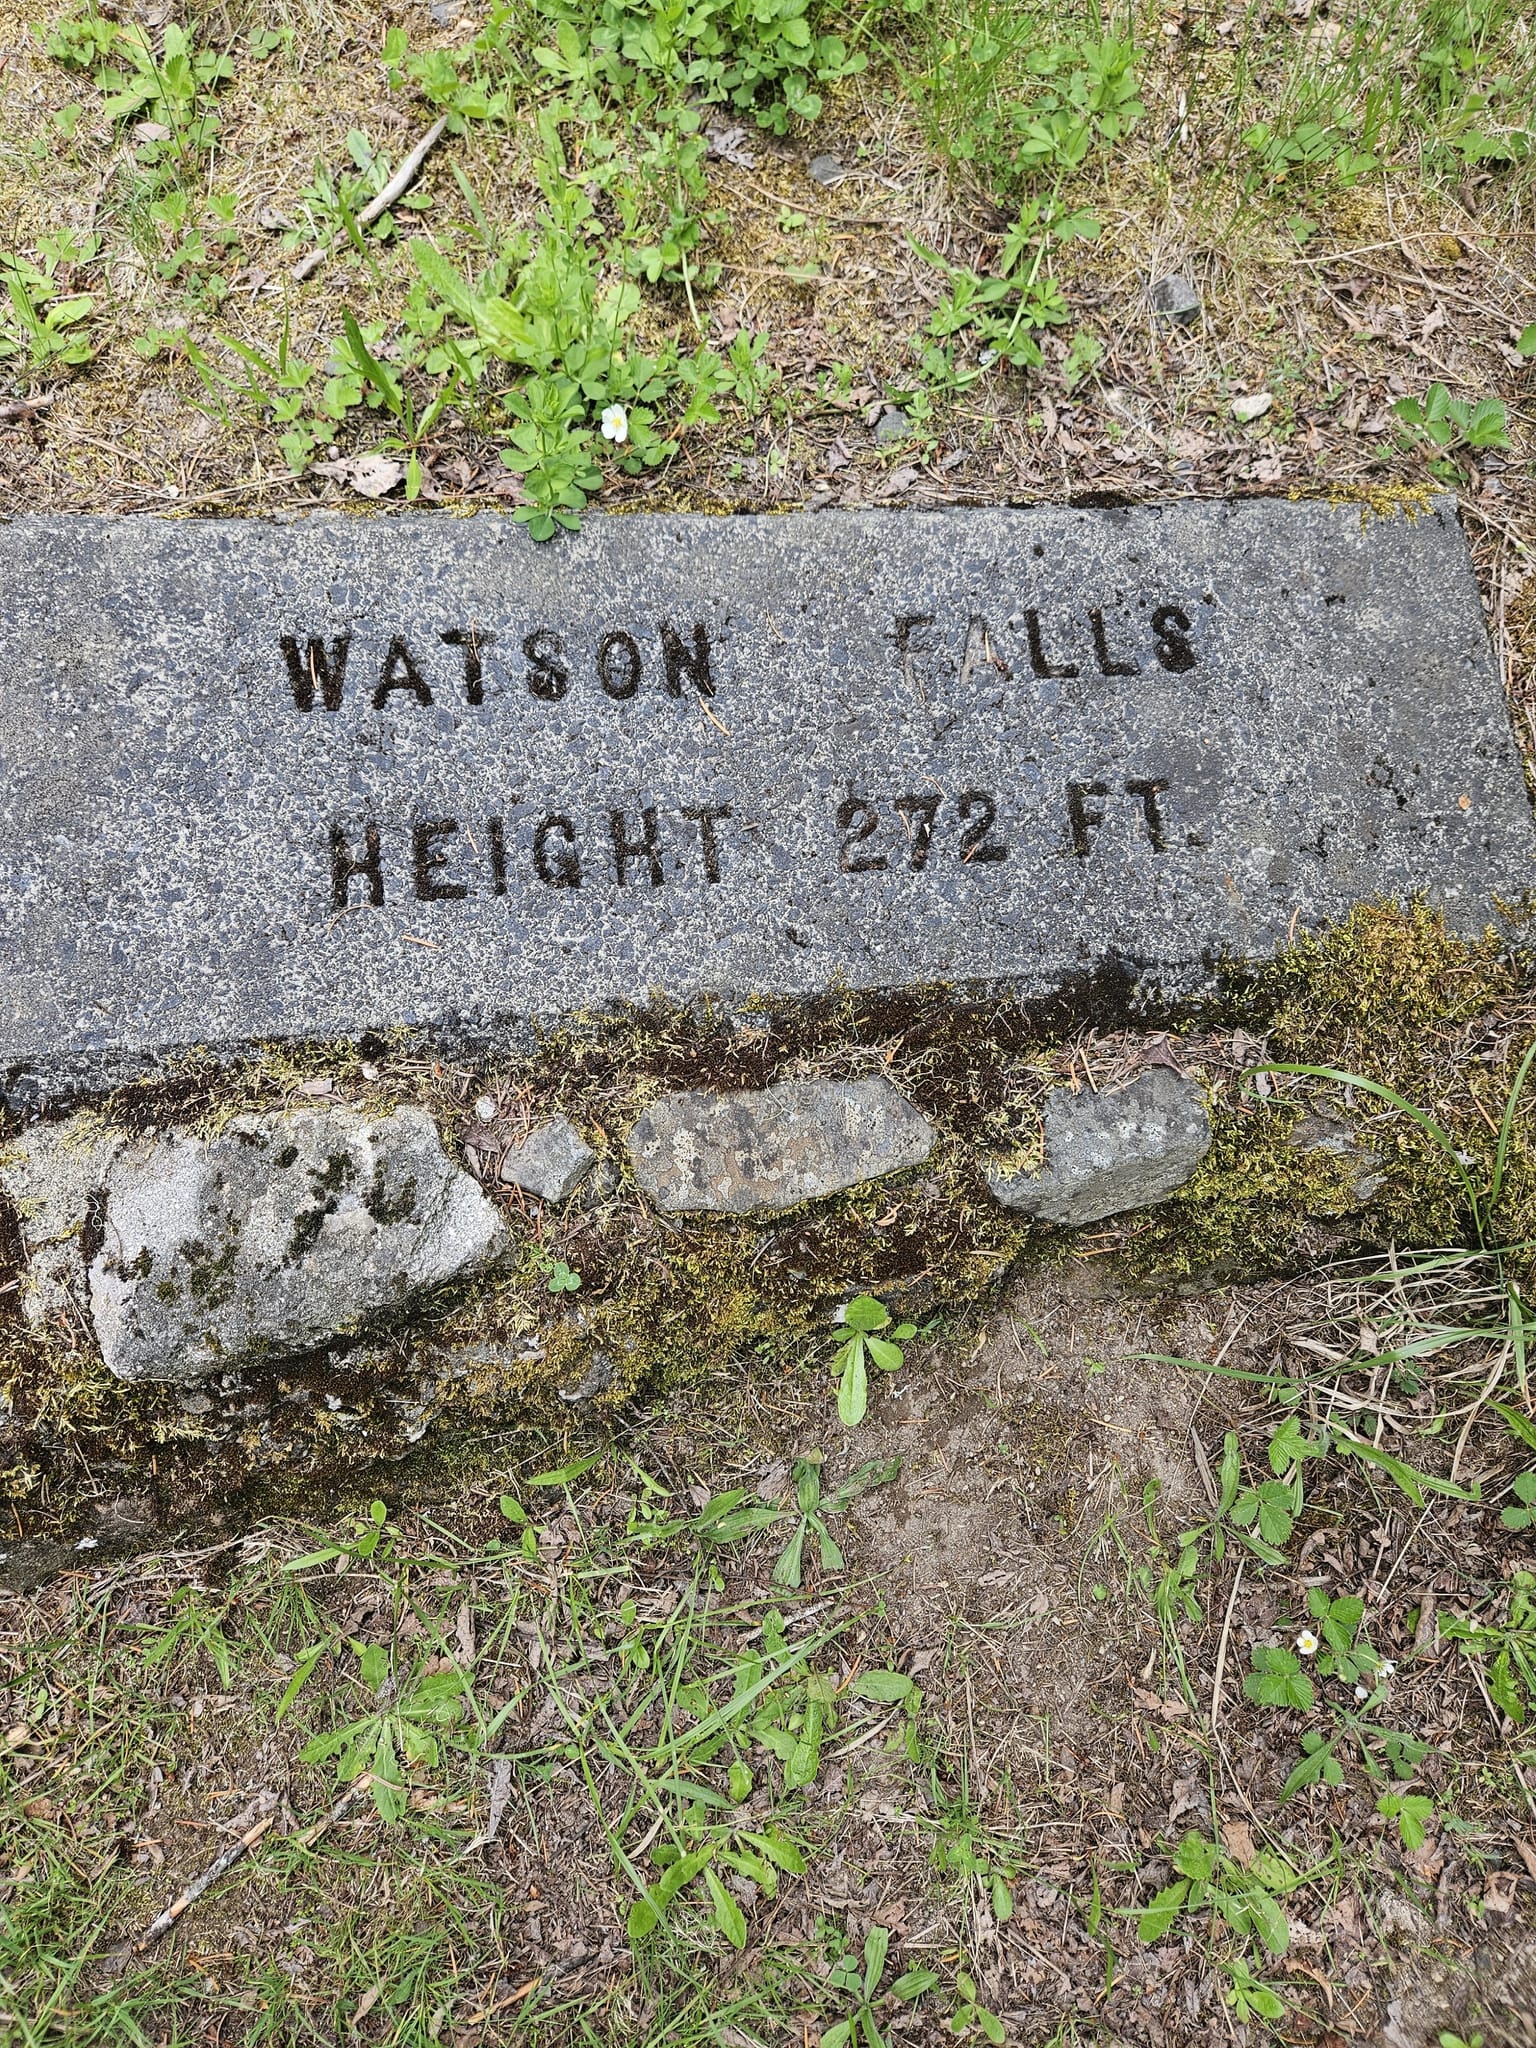 WATSON FALLS
HEIGHT 272 FT.